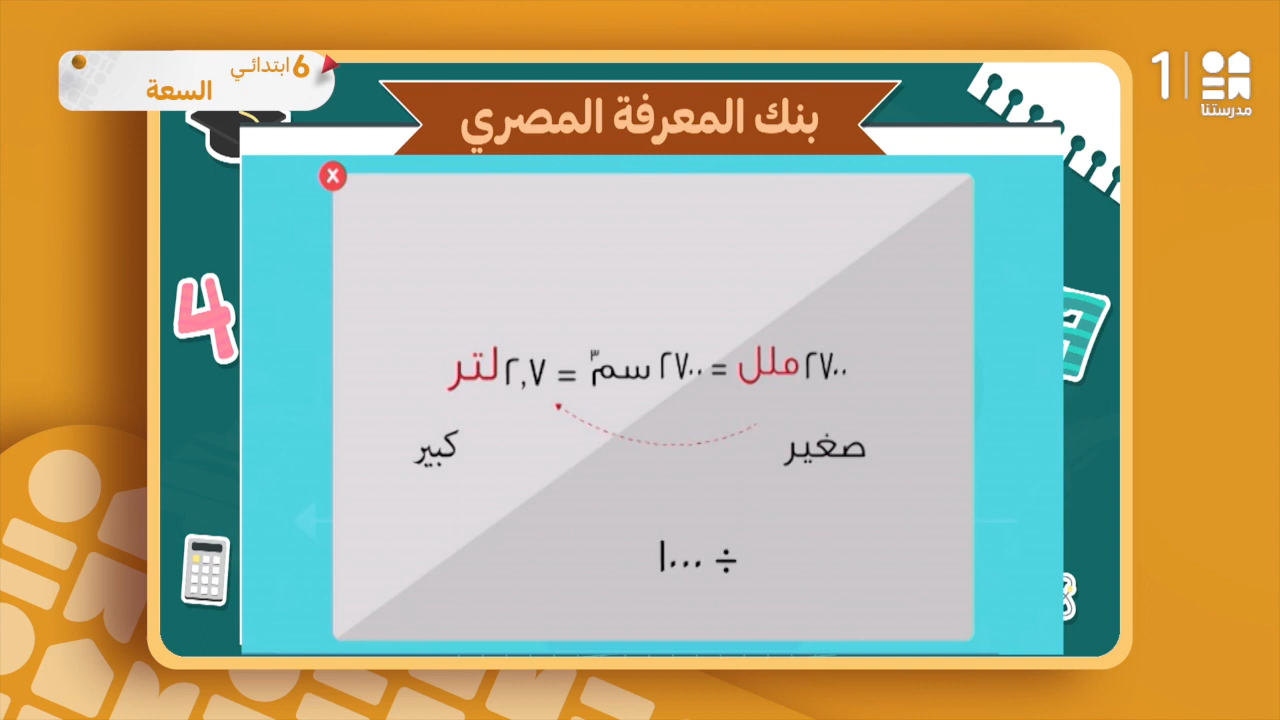 6 ابتدائي
السعة
1
مدرستنا
بنك المعرفة المصري
X
٢٧٠٠ ملل = ٢٧٠٠ سم٣ = ٢,٧ لتر
صغير
كبير
÷ ١٠٠٠
4